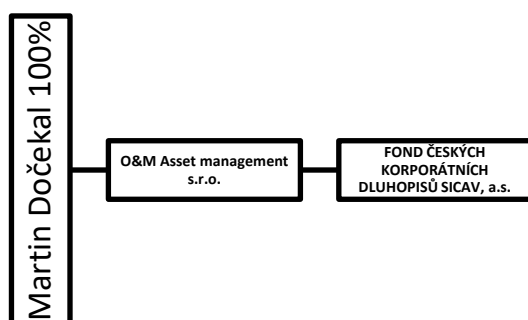 Martin Dočekal 100%
O&M Asset management
s.r.o.
FOND ČESKÝCH
KORPORÁTNÍCH
DLUHOPISŮ SICAV, a.s.